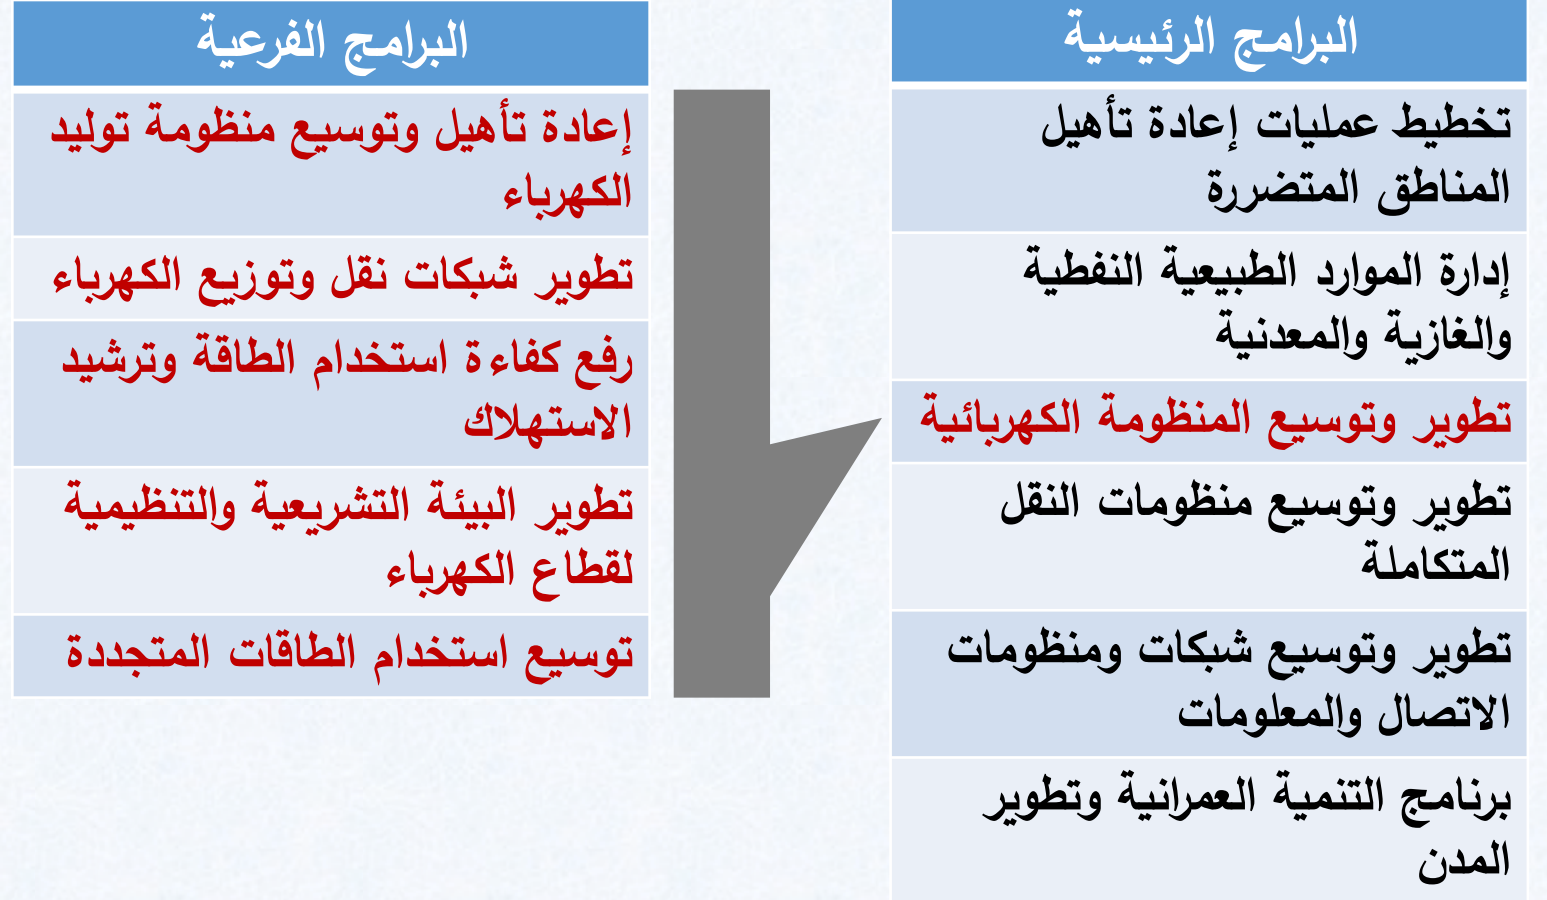 البرامج الرئيسية
تخطيط عمليات إعادة تأهيل
المناطق المتضررة
إدارة الموارد الطبيعية النفطية
والغازية والمعدنية
تطوير وتوسيع المنظومة الكهربائية
تطوير وتوسيع منظومات النقل
المتكاملة
تطوير وتوسيع شبكات ومنظومات
الاتصال والمعلومات
برنامج التنمية العمرانية وتطوير
المدن
البرامج الفرعية
إعادة تأهيل وتوسيع منظومة توليد
الكهرباء
تطوير شبكات نقل وتوزيع الكهرباء
رفع كفاءة استخدام الطاقة وترشيد
الاستهلاك
تطوير البيئة التشريعية والتنظيمية
لقطاع الكهرباء
توسيع استخدام الطاقات المتجددة